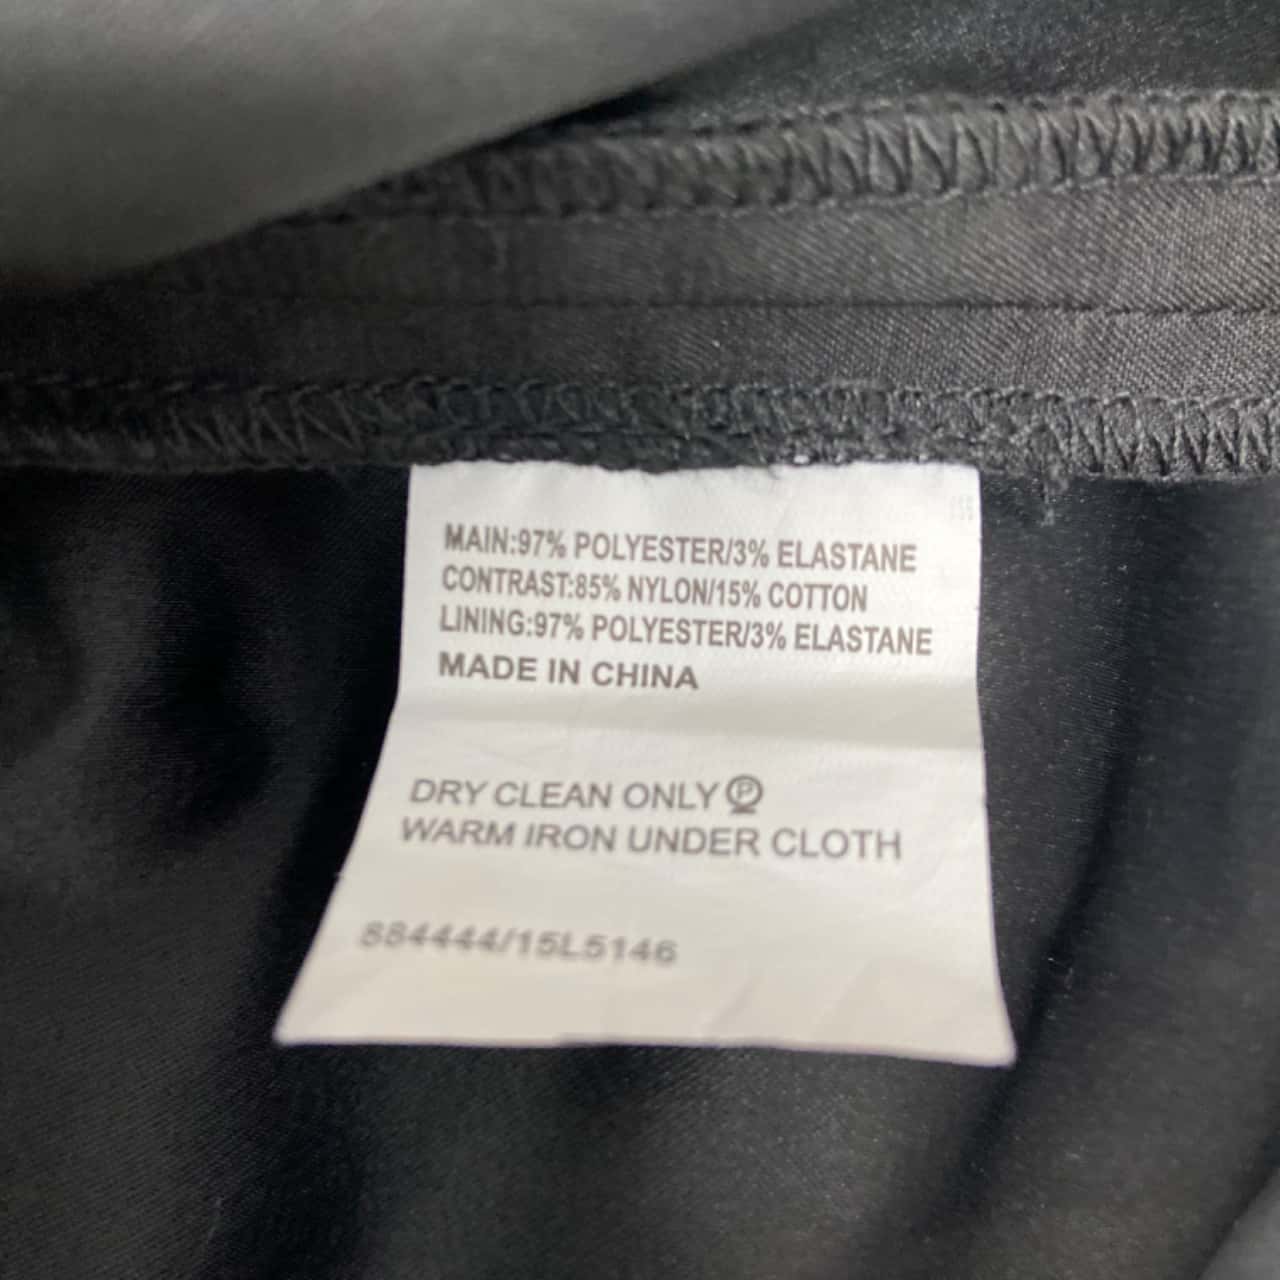 MAIN:97% POLYESTER/3% ELASTANE
CONTRAST:85% NYLON/15% COTTON
LINING:97% POLYESTER/3% ELASTANE
MADE IN CHINA
DRY CLEAN ONLY Ⓟ
WARM IRON UNDER CLOTH
884444/15L5146